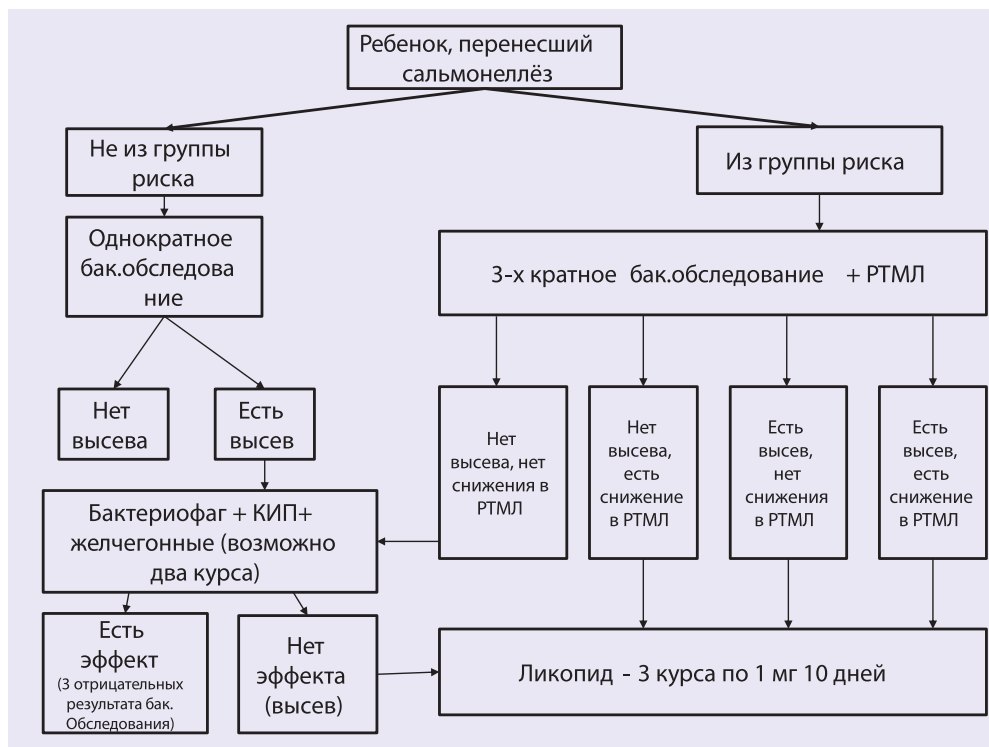 Ребенок, перенесший
сальмонеллёз
Не из группы
риска
Из группы риска
Однократное
бак.обследова
ние
3-х кратное бак.обследование + РТМЛ
Нет
высева
Есть
высев
Нет
высева, нет
снижения в
РТМЛ
Нет
высева,
есть
снижение
в РТМЛ
Есть
высев,
нет
снижения
в РТМЛ
Есть
высев,
есть
снижение
в РТМЛ
Бактериофаг + КИП+
желчегонные (возможно
два курса)
Есть
эффект
(3 отрицательных
результата бак.
Обследования)
Нет
эффекта
(высев)
Ликопид - 3 курса по 1 мг 10 дней